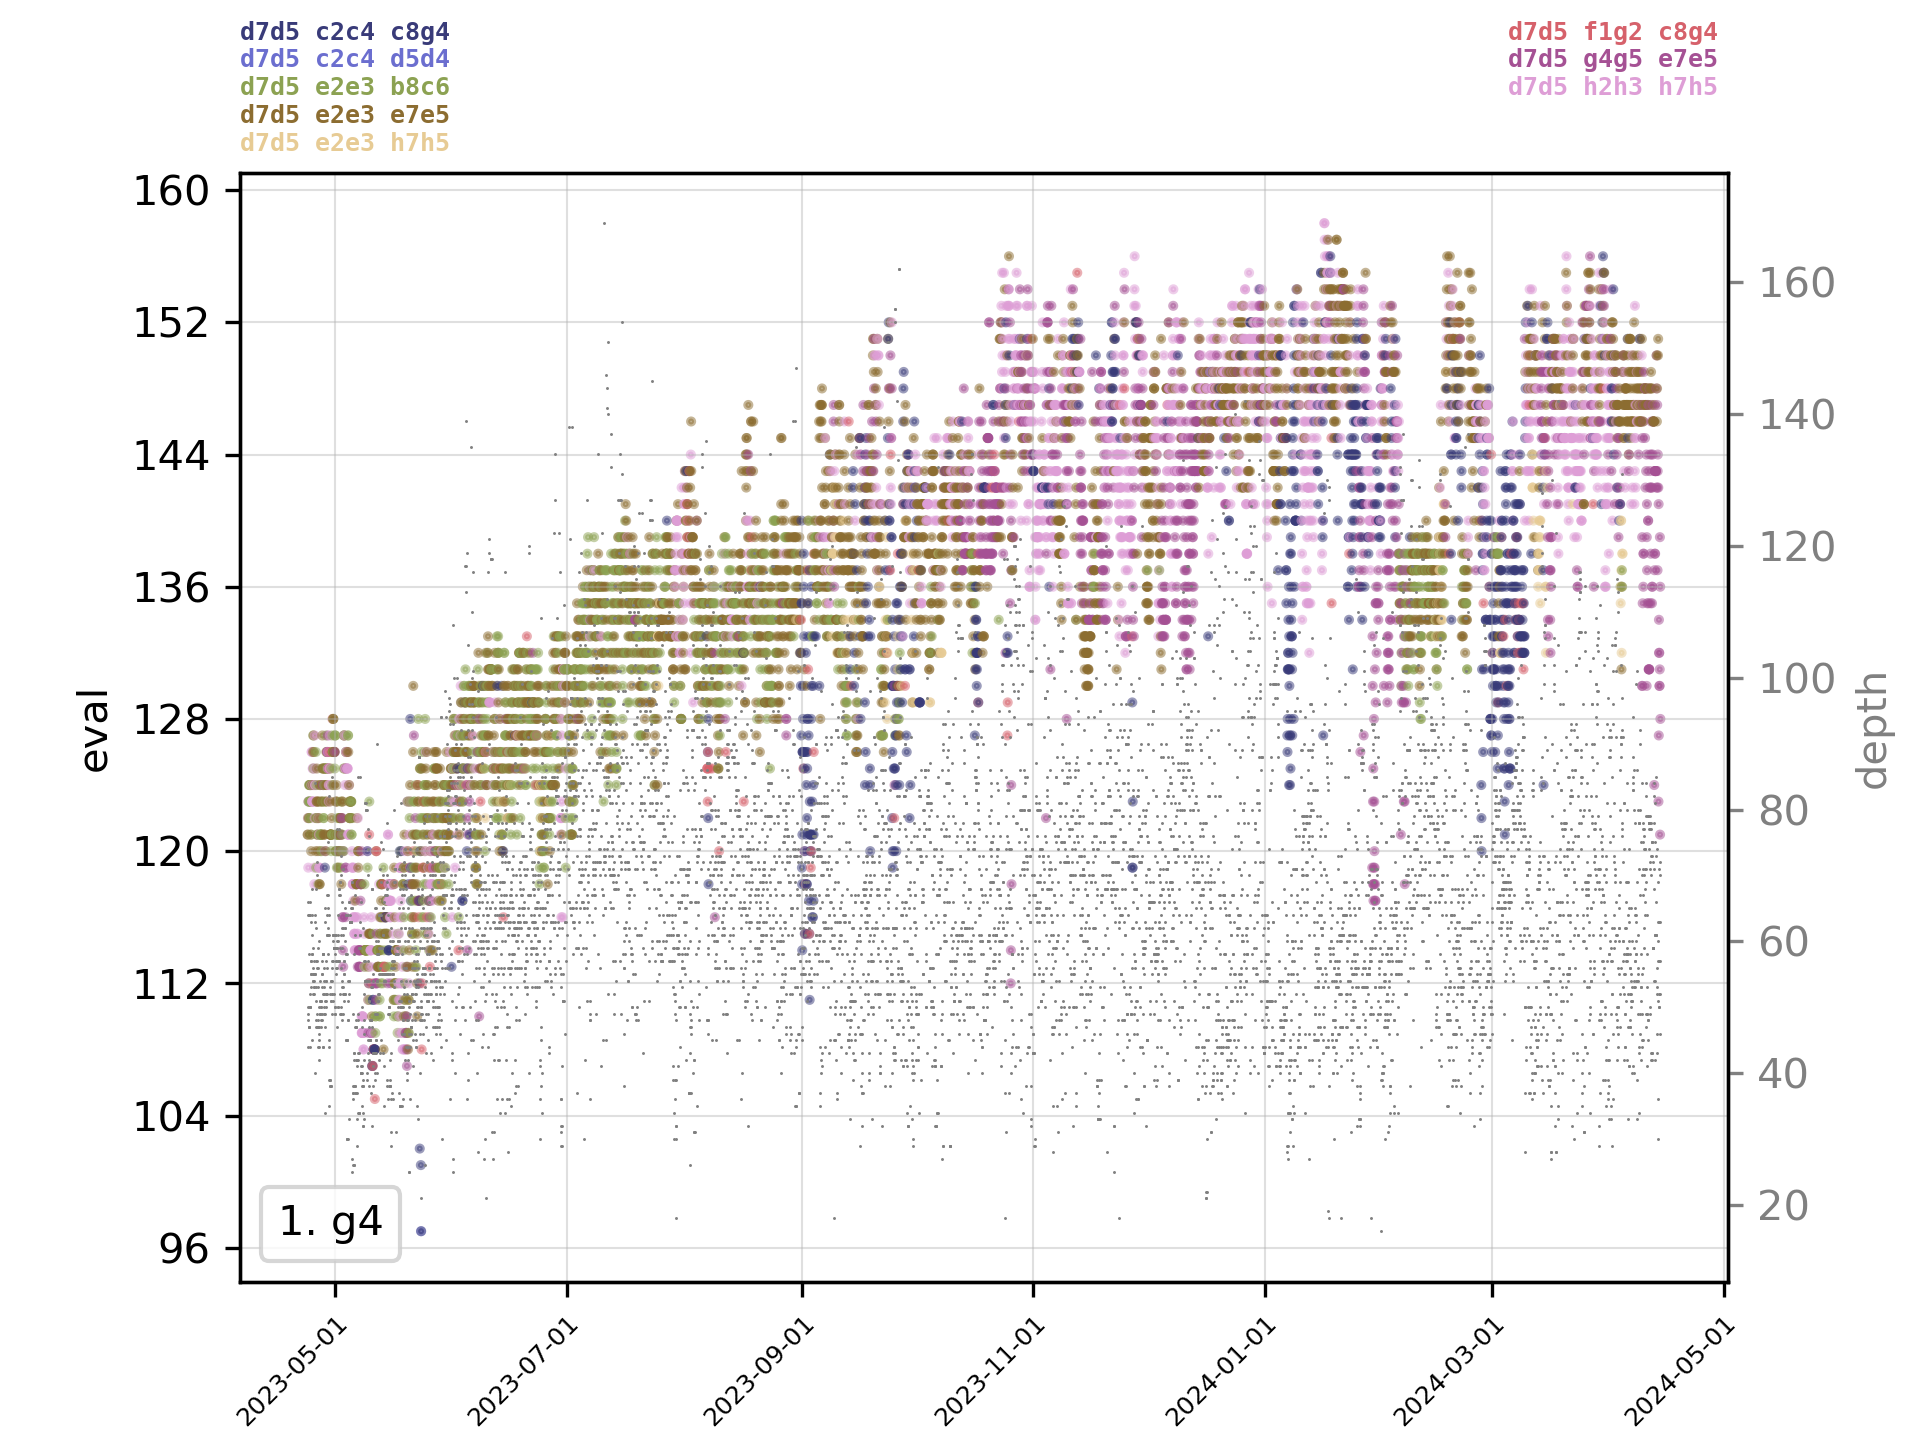 d7d5 c2c4 c8g4
d7d5 c2c4 d5d4
d7d5 e2e3 b8c6
d7d5 e2e3 e7e5
d7d5 e2e3 h7h5
d7d5 f1g2 c8g4
d7d5 g4g5 e7e5
d7d5 h2h3 h7h5
160
152
144
136
128
120
112
104
96
eval
160
140
120
100
80
60
40
20
depth
1. g4
2023-05-01
2023-07-01
2023-09-01
2023-11-01
2024-01-01
2024-03-01
2024-05-01